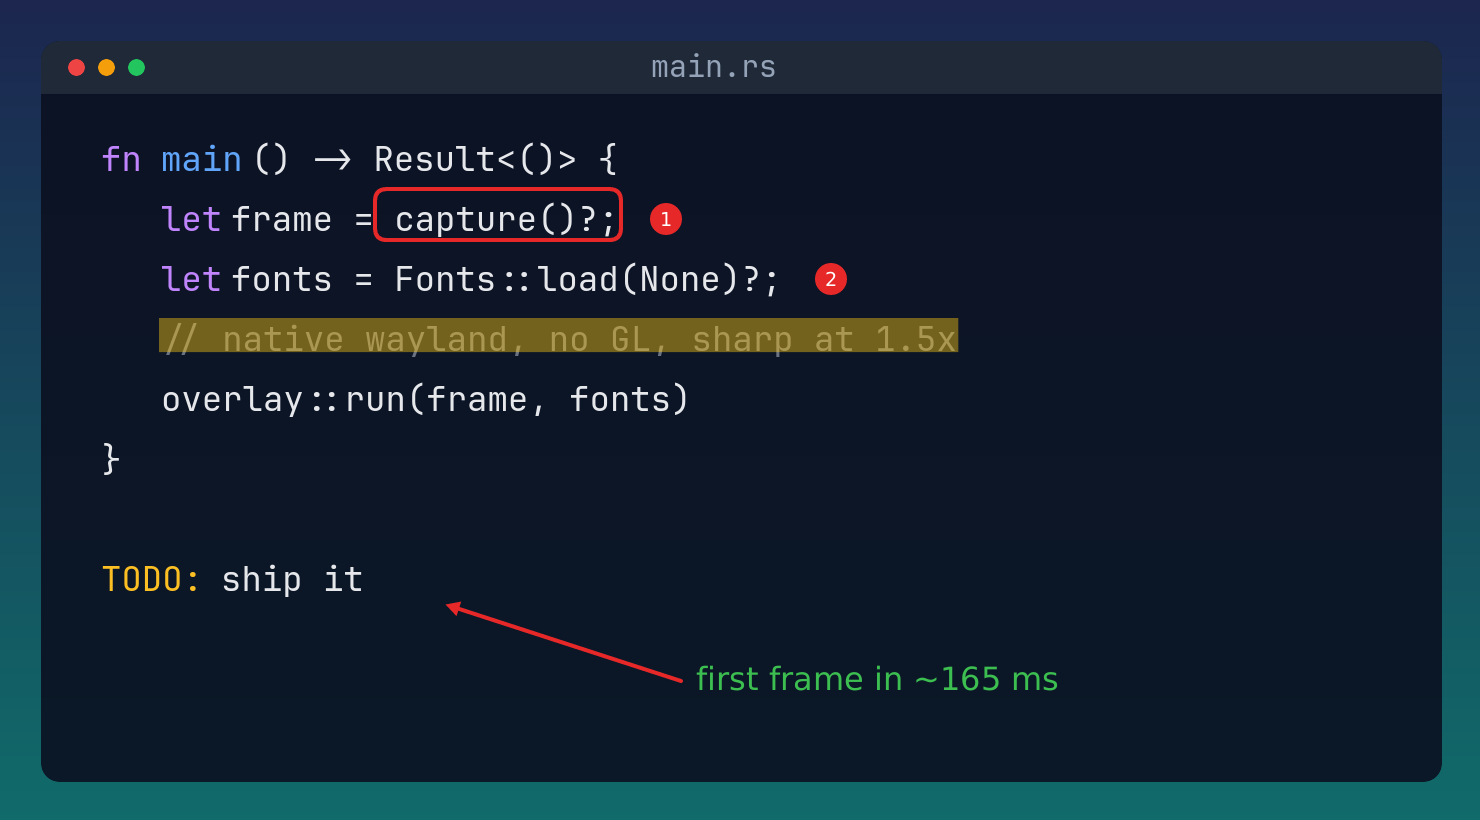 main.rs
fn main() -> Result<()> {
let frame = capture()?; 1
let fonts = Fonts::load(None)?; 2
// native wayland, no GL, sharp at 1.5x
overlay::run(frame, fonts)
}
TODO: ship it
first frame in ~165 ms